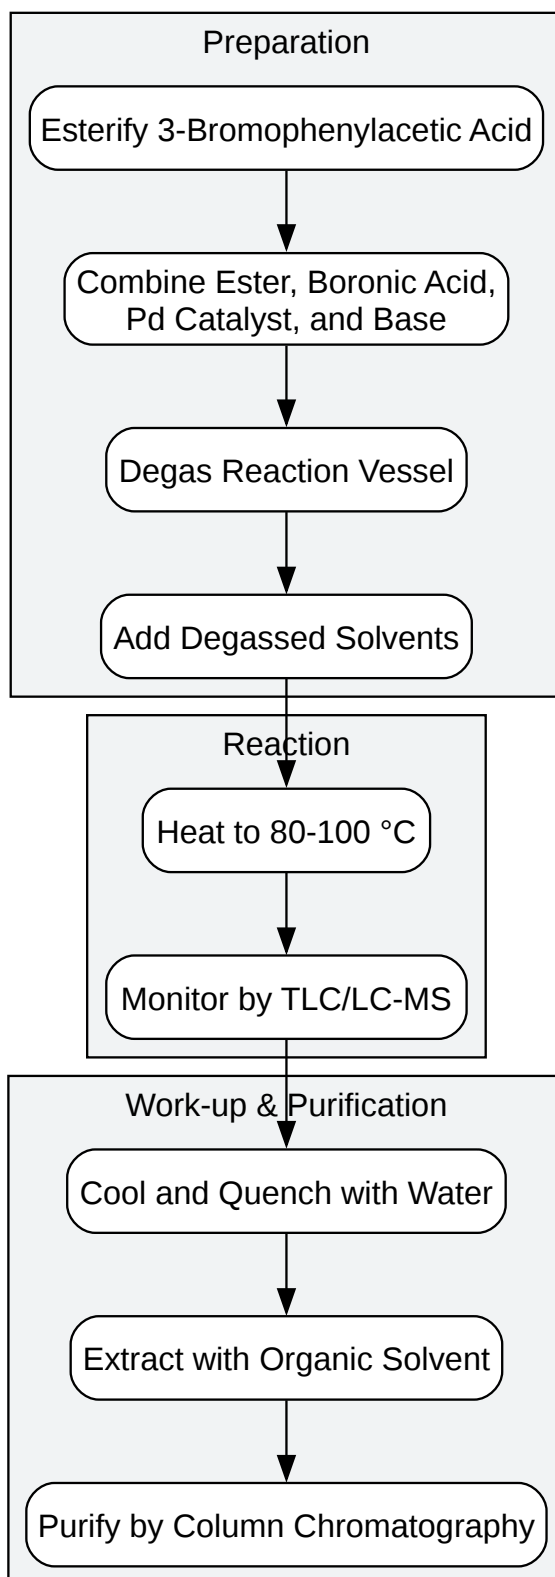 Preparation
Esterify 3-Bromophenylacetic Acid
Combine Ester, Boronic Acid,
Pd Catalyst, and Base
Degas Reaction Vessel
Add Degassed Solvents
Reaction
Heat to 80-100 °C
Monitor by TLC/LC-MS
Work-up & Purification
Cool and Quench with Water
Extract with Organic Solvent
Purify by Column Chromatography